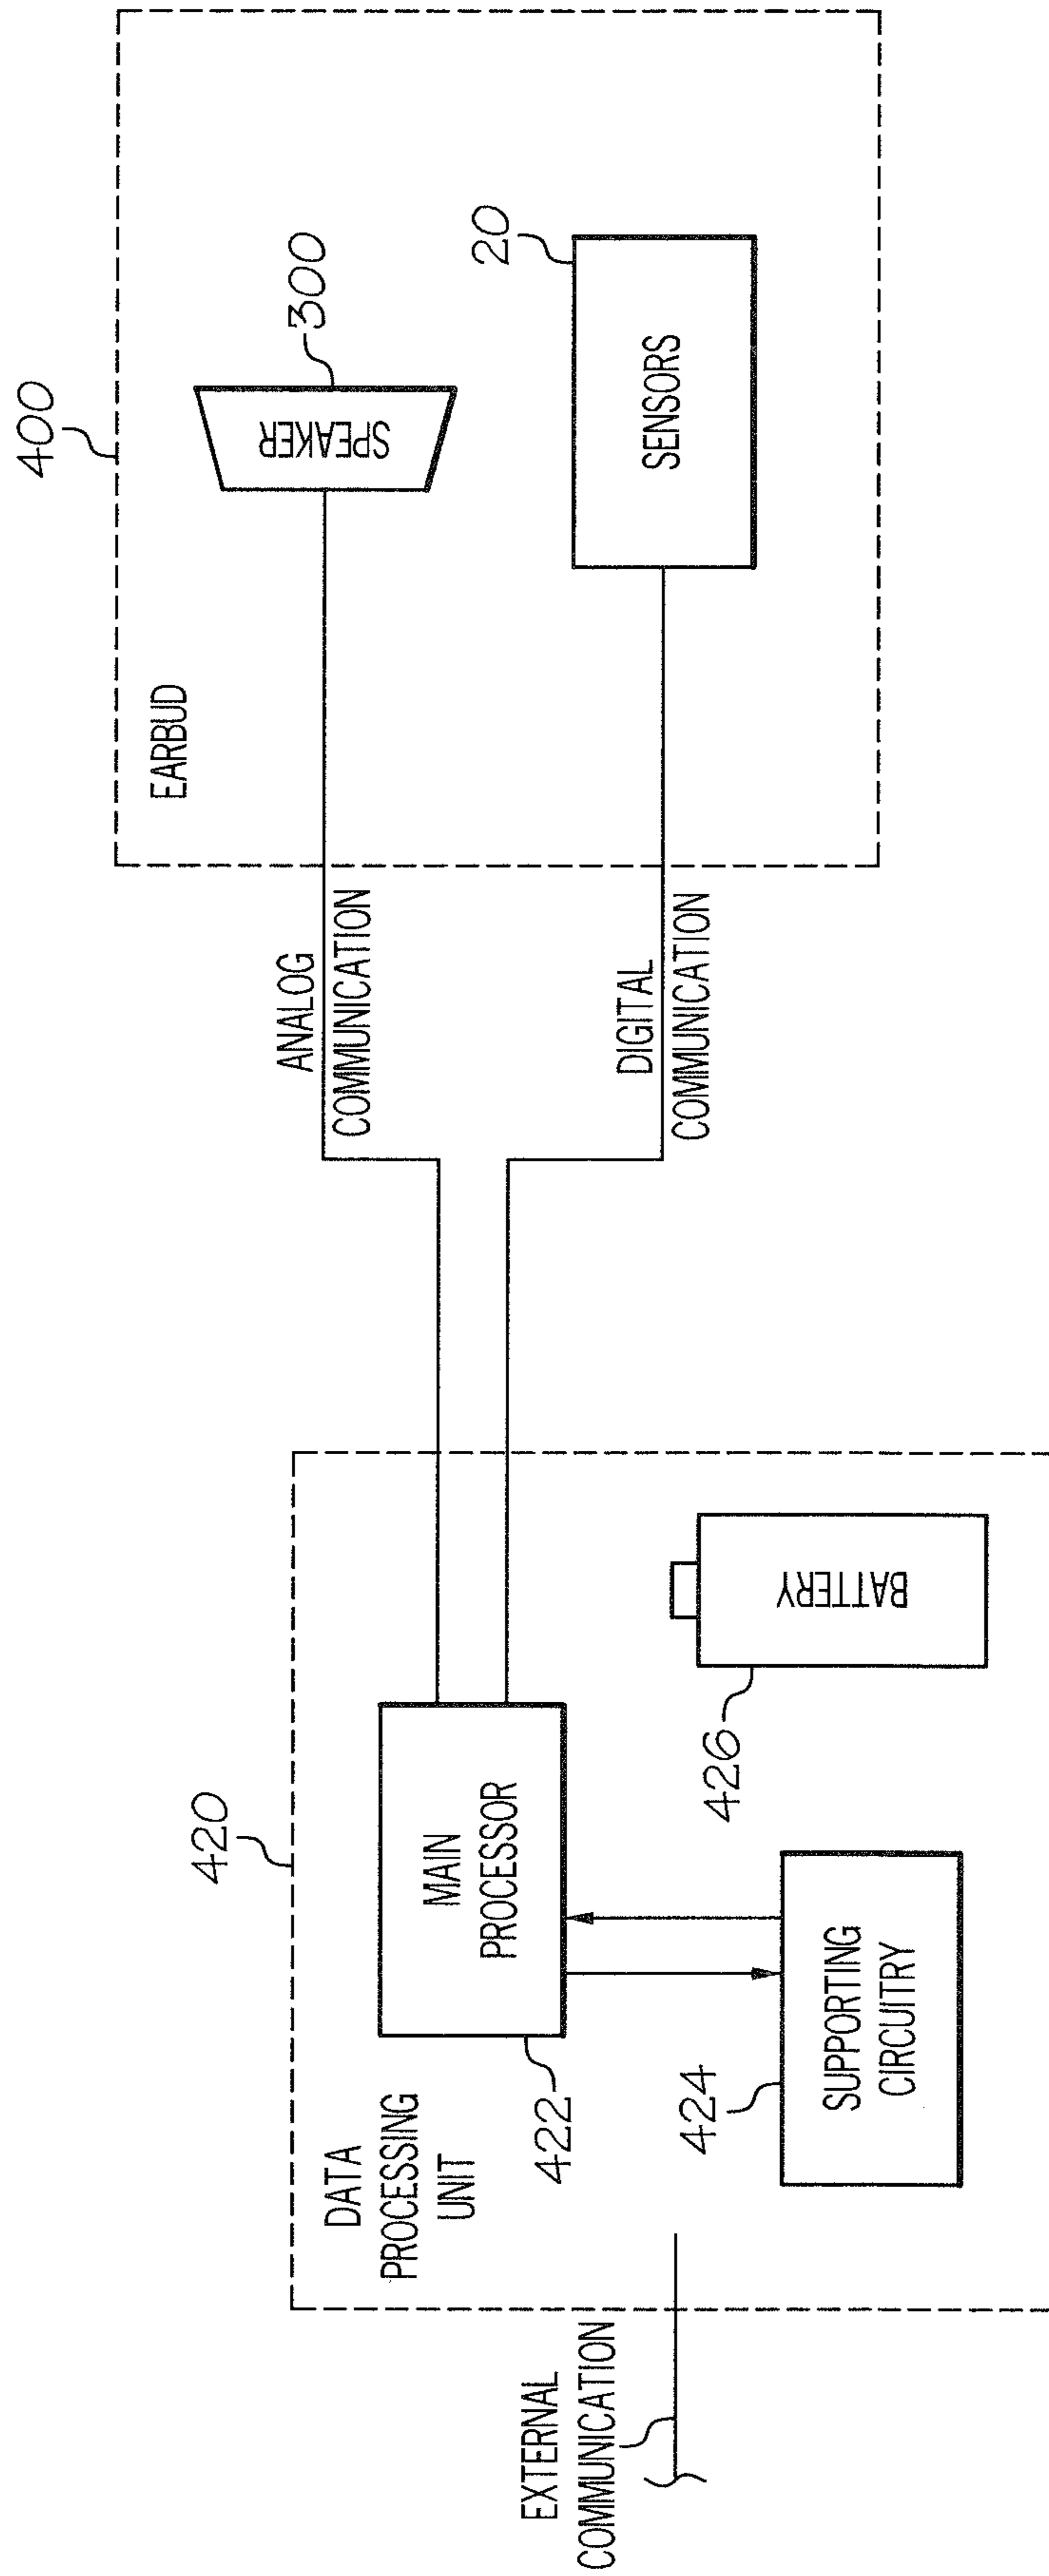 400
EARBUD
SPEAKER
300
20
SENSORS
ANALOG
COMMUNICATION
DIGITAL
COMMUNICATION
420
DATA
PROCESSING
UNIT
MAIN
PROCESSOR
422
SUPPORTING
CIRCUITRY
424
BATTERY
426
EXTERNAL
COMMUNICATION